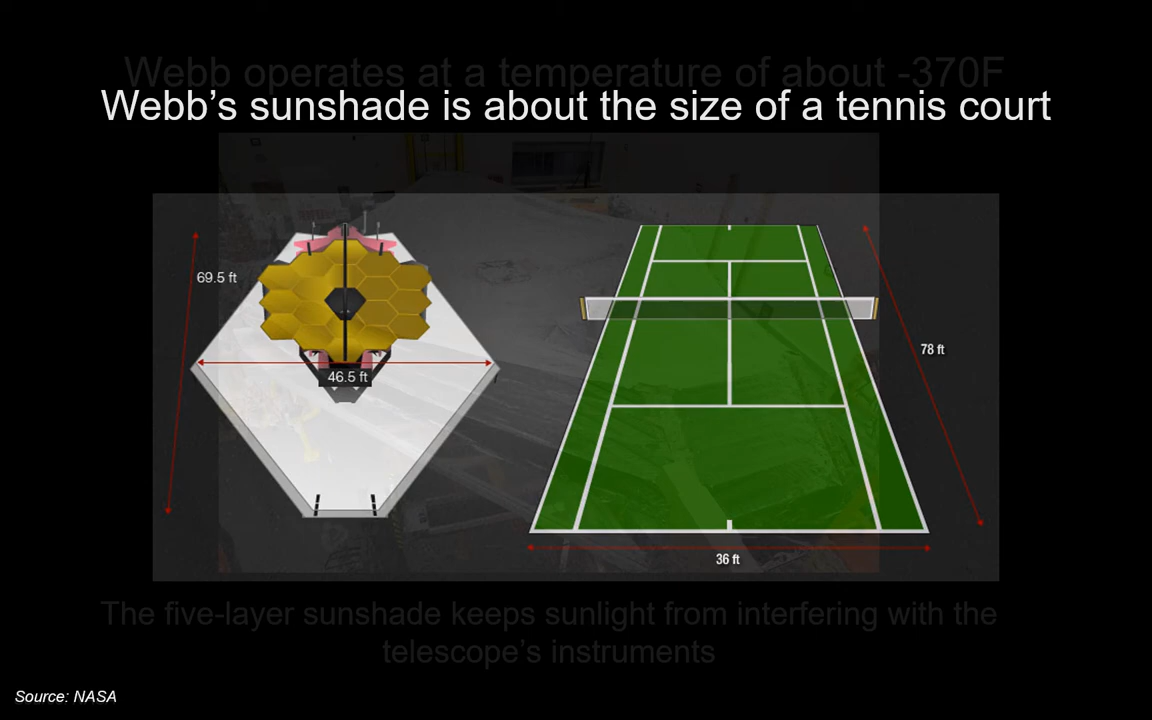 Webb operates at a temperature of about -370F
Webb’s sunshade is about the size of a tennis court
69.5 ft
46.5 ft
78 ft
36 ft
The five-layer sunshade keeps sunlight from interfering with the
telescope’s instruments
Source: NASA